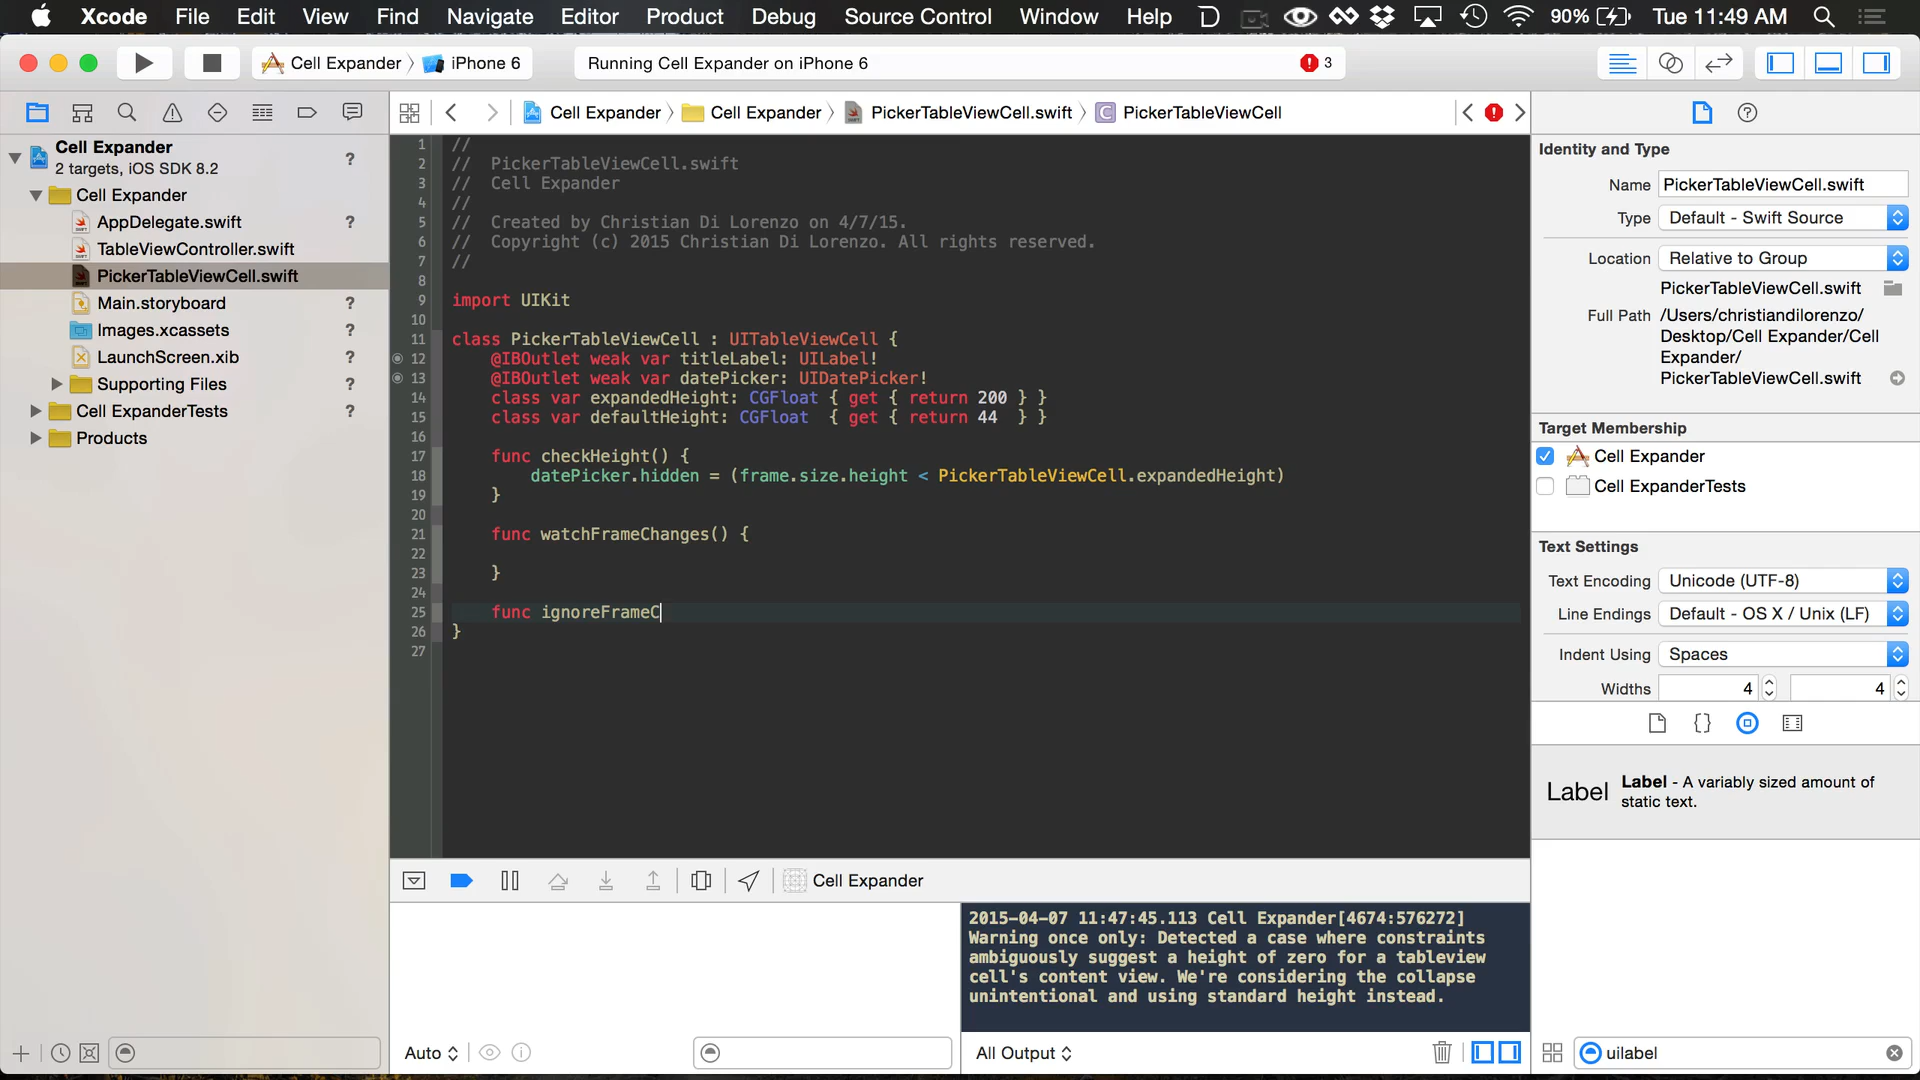 Xcode File Edit View Find Navigate Editor Product Debug Source Control Window Help 90% Tue 11:49 AM
Cell Expander iPhone 6 Running Cell Expander on iPhone 6 3
Cell Expander Cell Expander PickerTableViewCell.swift C PickerTableViewCell
Cell Expander
2 targets, iOS SDK 8.2 ?
Cell Expander
AppDelegate.swift ?
TableViewController.swift ?
PickerTableViewCell.swift ?
Main.storyboard ?
Images.xcassets ?
LaunchScreen.xib ?
Supporting Files ?
Cell ExpanderTests ?
Products
1 //
2 // PickerTableViewCell.swift
3 // Cell Expander
4 //
5 // Created by Christian Di Lorenzo on 4/7/15.
6 // Copyright (c) 2015 Christian Di Lorenzo. All rights reserved.
7 //
8
9 import UIKit
10
11 class PickerTableViewCell : UITableViewCell {
12 @IBOutlet weak var titleLabel: UILabel!
13 @IBOutlet weak var datePicker: UIDatePicker!
14 class var expandedHeight: CGFloat { get { return 200 } }
15 class var defaultHeight: CGFloat  { get { return 44  } }
16
17 func checkHeight() {
18 datePicker.hidden = (frame.size.height < PickerTableViewCell.expandedHeight)
19 }
20
21 func watchFrameChanges() {
22
23 }
24
25 func ignoreFrameC
26 }
27
Identity and Type
Name PickerTableViewCell.swift
Type Default - Swift Source
Location Relative to Group
PickerTableViewCell.swift
Full Path /Users/christiandilorenzo/
Desktop/Cell Expander/Cell
Expander/
PickerTableViewCell.swift
Target Membership
Cell Expander
Cell ExpanderTests
Text Settings
Text Encoding Unicode (UTF-8)
Line Endings Default - OS X / Unix (LF)
Indent Using Spaces
Widths 4 4
Label Label - A variably sized amount of
static text.
Cell Expander
2015-04-07 11:47:45.113 Cell Expander[4674:576272]
Warning once only: Detected a case where constraints
ambiguously suggest a height of zero for a tableview
cell's content view. We're considering the collapse
unintentional and using standard height instead.
Auto All Output uilabel